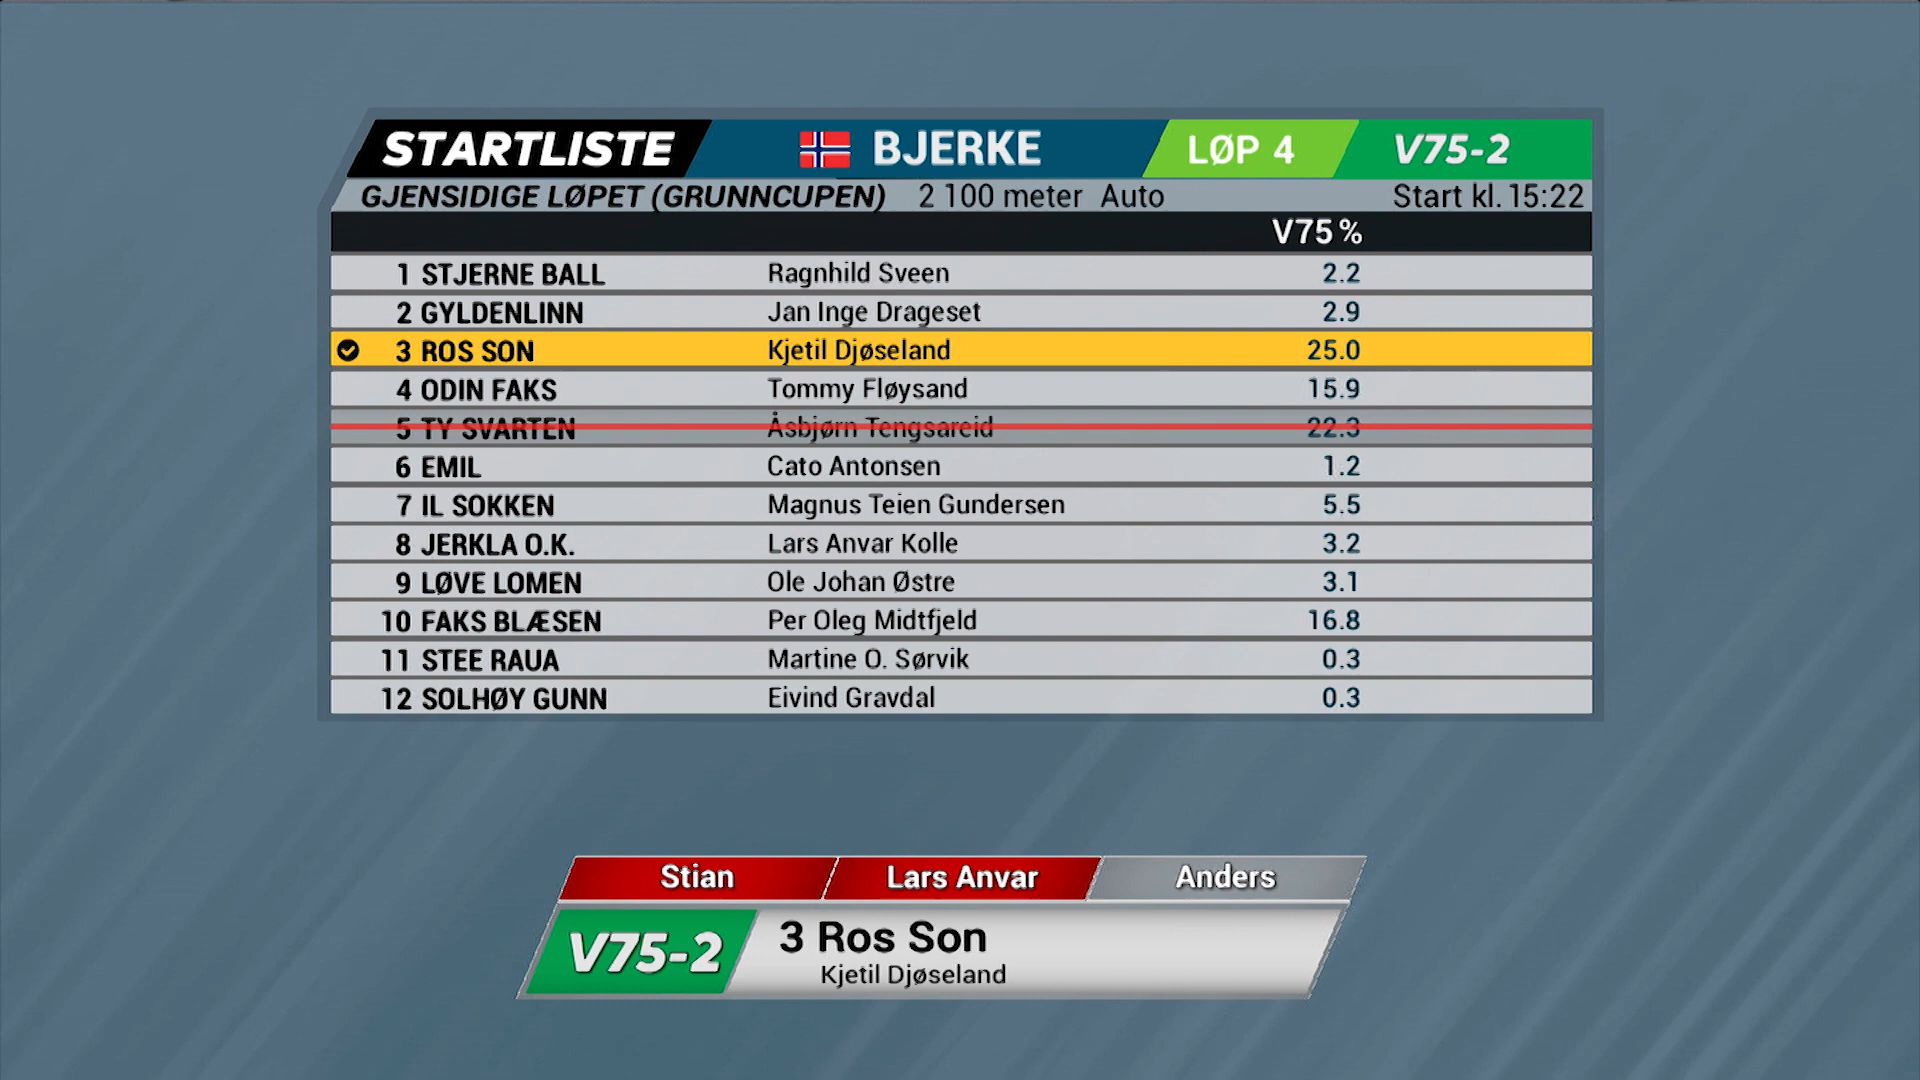 STARTLISTE BJERKE LØP 4 V75-2
GJENSIDIGE LØPET (GRUNNCUPEN) 2 100 meter Auto Start kl. 15:22
V75 %
1 STJERNE BALL Ragnhild Sveen 2.2
2 GYLDENLINN Jan Inge Drageset 2.9
3 ROS SON Kjetil Djøseland 25.0
4 ODIN FAKS Tommy Fløysand 15.9
5 TY SVARTEN Åsbjørn Tengsareid 22.3
6 EMIL Cato Antonsen 1.2
7 IL SOKKEN Magnus Teien Gundersen 5.5
8 JERKLA O.K. Lars Anvar Kolle 3.2
9 LØVE LOMEN Ole Johan Østre 3.1
10 FAKS BLÆSEN Per Oleg Midtfjeld 16.8
11 STEE RAUA Martine O. Sørvik 0.3
12 SOLHØY GUNN Eivind Gravdal 0.3
Stian Lars Anvar Anders
V75-2 3 Ros Son
Kjetil Djøseland